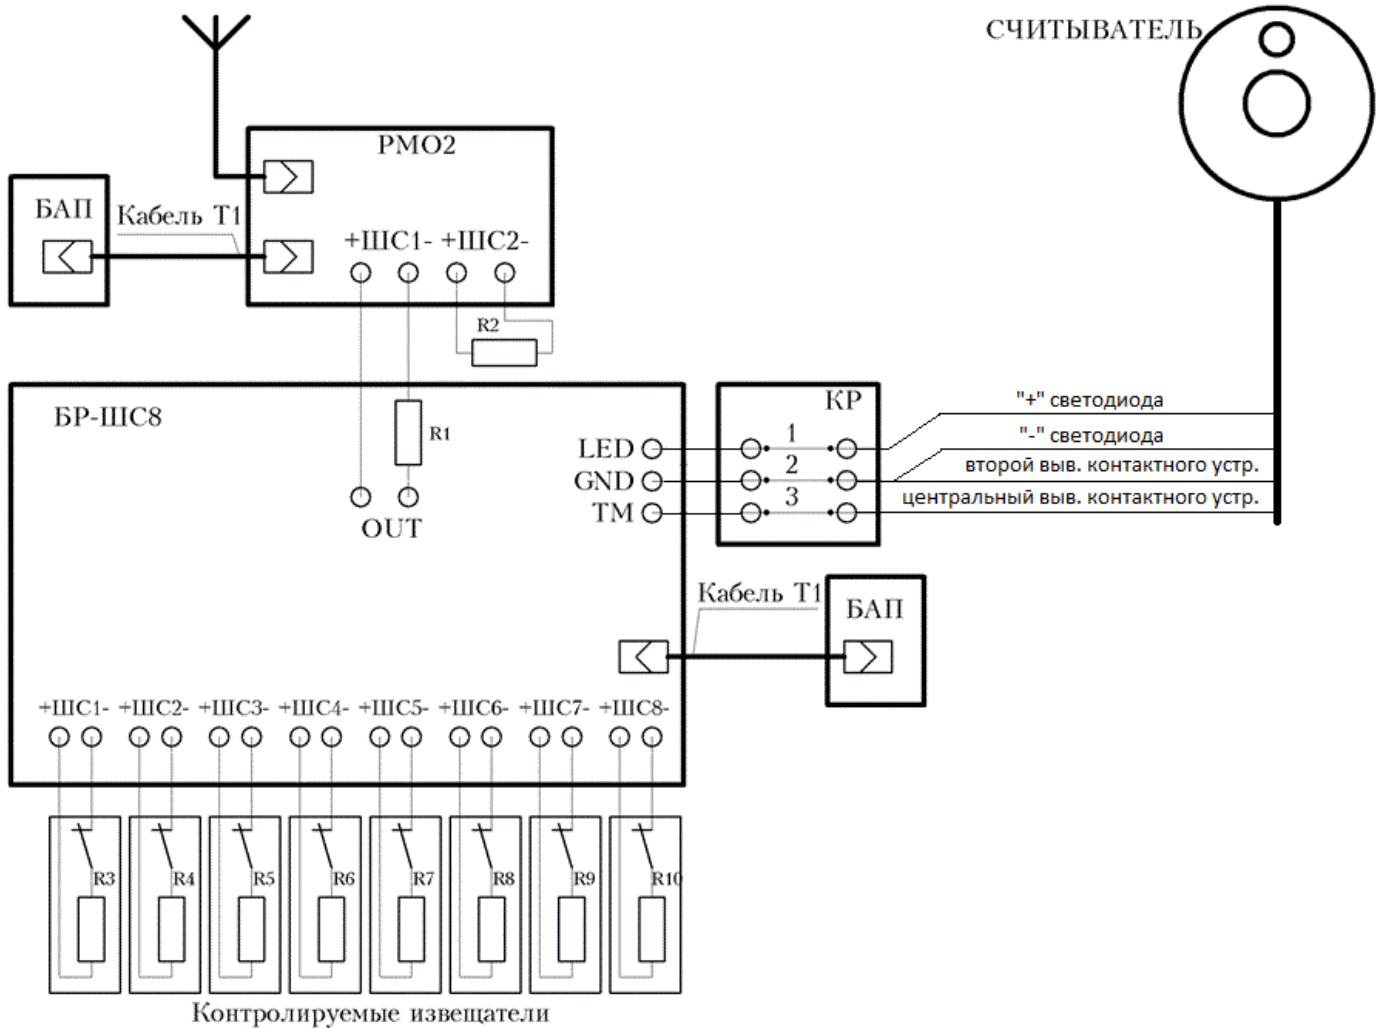 СЧИТЫВАТЕЛЬ
РМО2
БАП
Кабель Т1
+ШС1- +ШС2-
R2
БР-ШС8
R1
OUT
LED
GND
TM
КР
1
2
3
"+" светодиода
"-" светодиода
второй выв. контактного устр.
центральный выв. контактного устр.
Кабель Т1
БАП
+ШС1- +ШС2- +ШС3- +ШС4- +ШС5- +ШС6- +ШС7- +ШС8-
R3 R4 R5 R6 R7 R8 R9 R10
Контролируемые извещатели